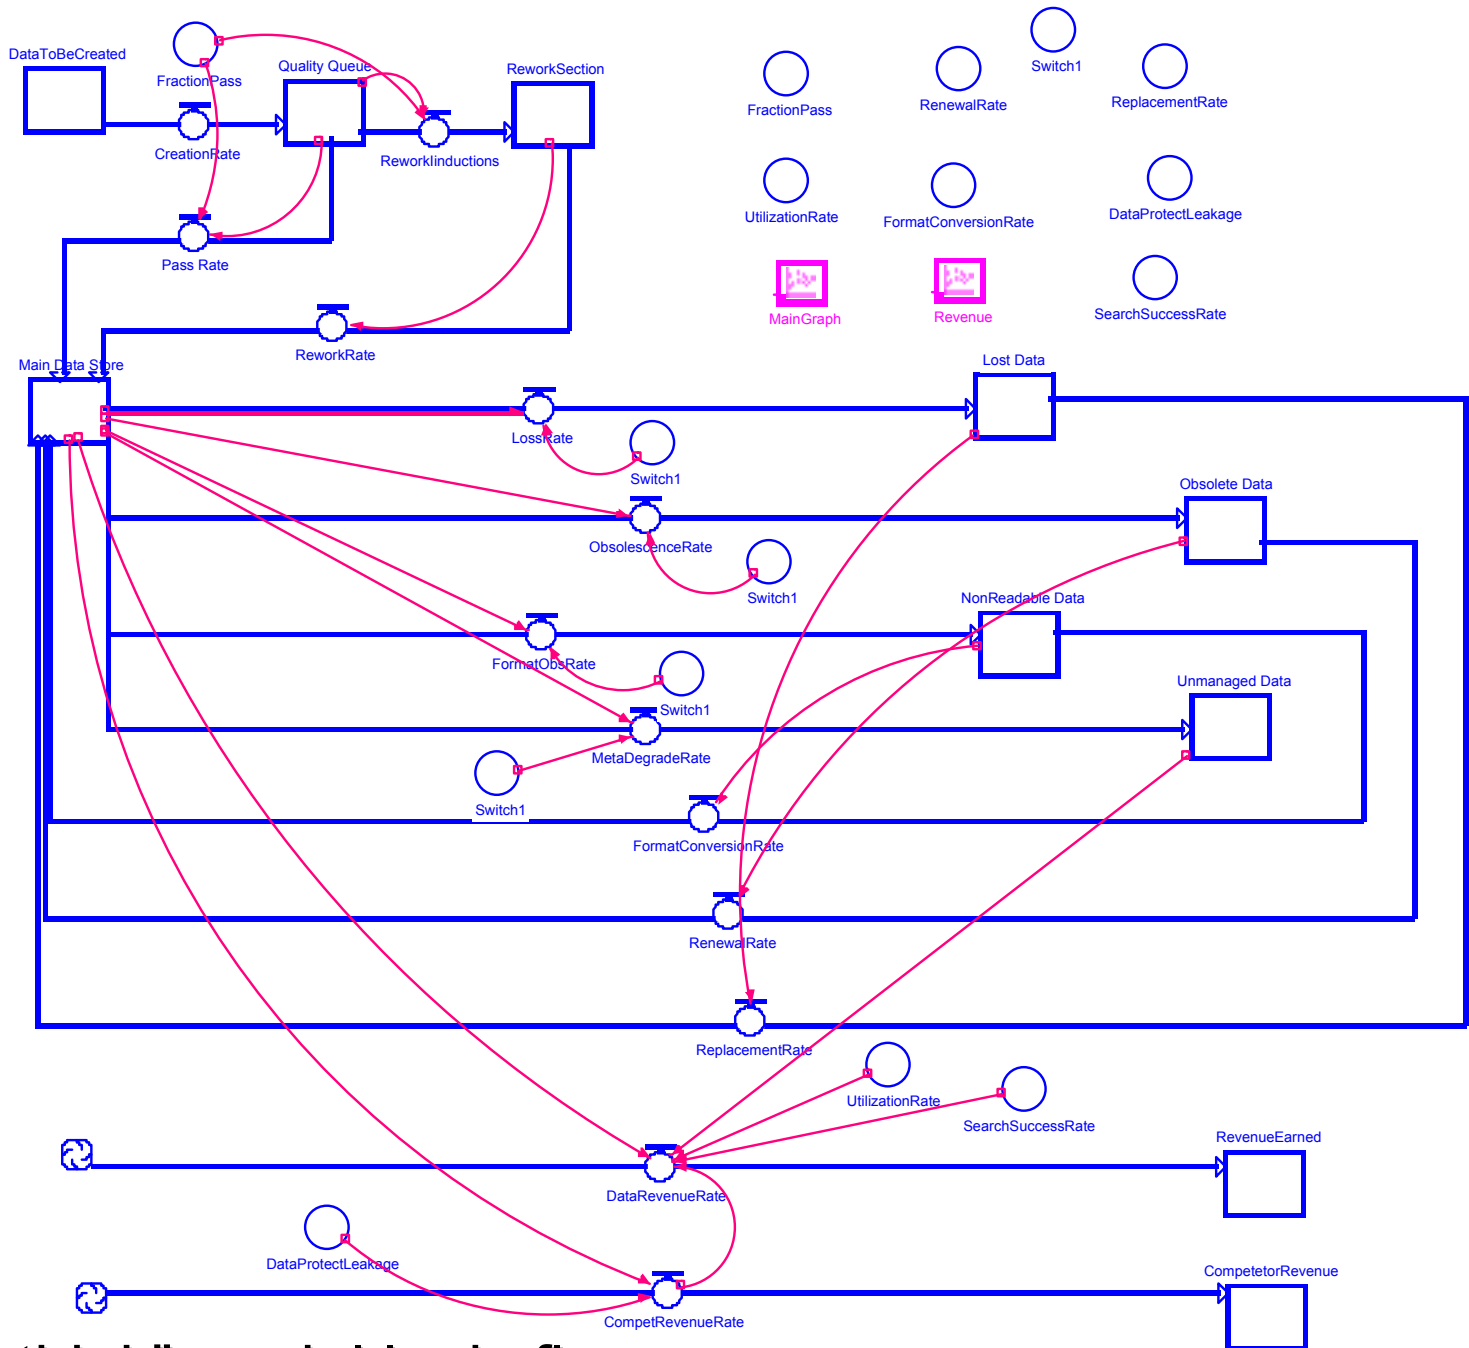 Switch1
DataToBeCreated
Quality Queue
ReworkSection
FractionPass
FractionPass
RenewalRate
ReplacementRate
CreationRate
ReworkIinductions
UtilizationRate
FormatConversionRate
DataProtectLeakage
Pass Rate
MainGraph
Revenue
SearchSuccessRate
ReworkRate
Main Data Store
Lost Data
LossRate
Switch1
Obsolete Data
ObsolescenceRate
Switch1
NonReadable Data
FormatObsRate
Switch1
Unmanaged Data
MetaDegradeRate
Switch1
FormatConversionRate
RenewalRate
ReplacementRate
UtilizationRate
SearchSuccessRate
RevenueEarned
DataRevenueRate
DataProtectLeakage
CompetetorRevenue
CompetRevenueRate